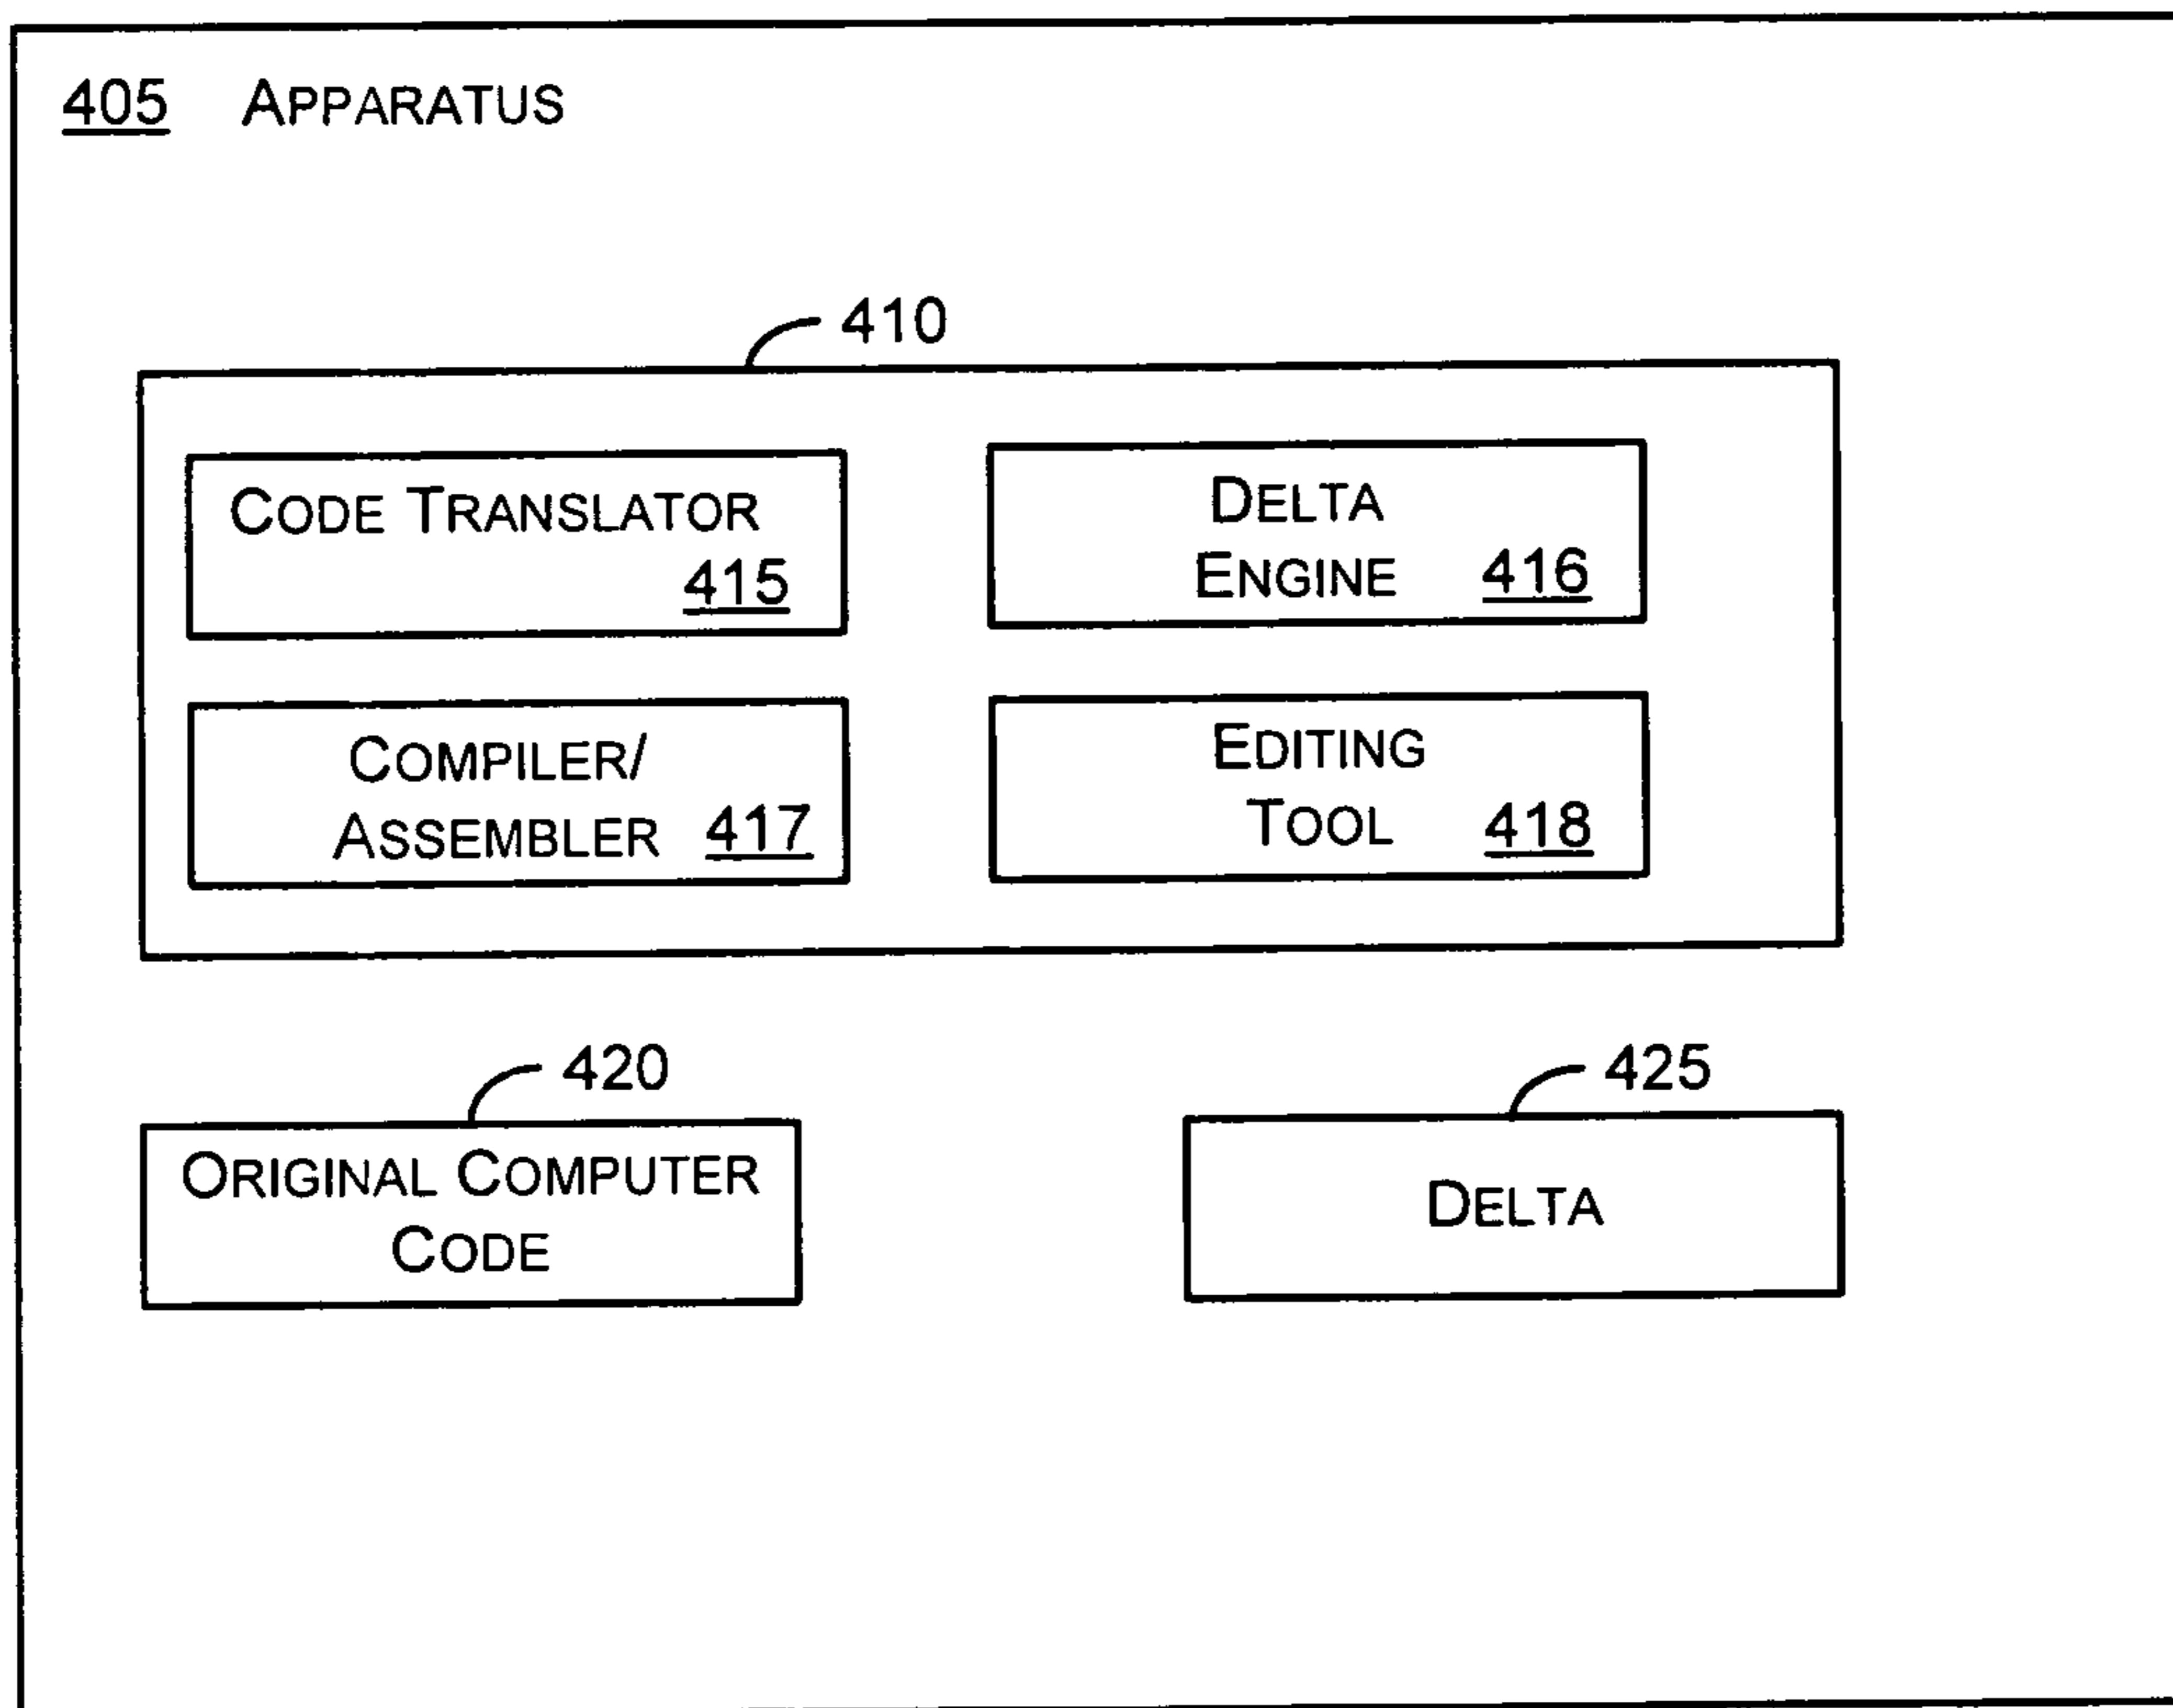 405 APPARATUS
410
CODE TRANSLATOR
415
DELTA
ENGINE 416
COMPILER/
ASSEMBLER 417
EDITING
TOOL 418
420
ORIGINAL COMPUTER
CODE
425
DELTA